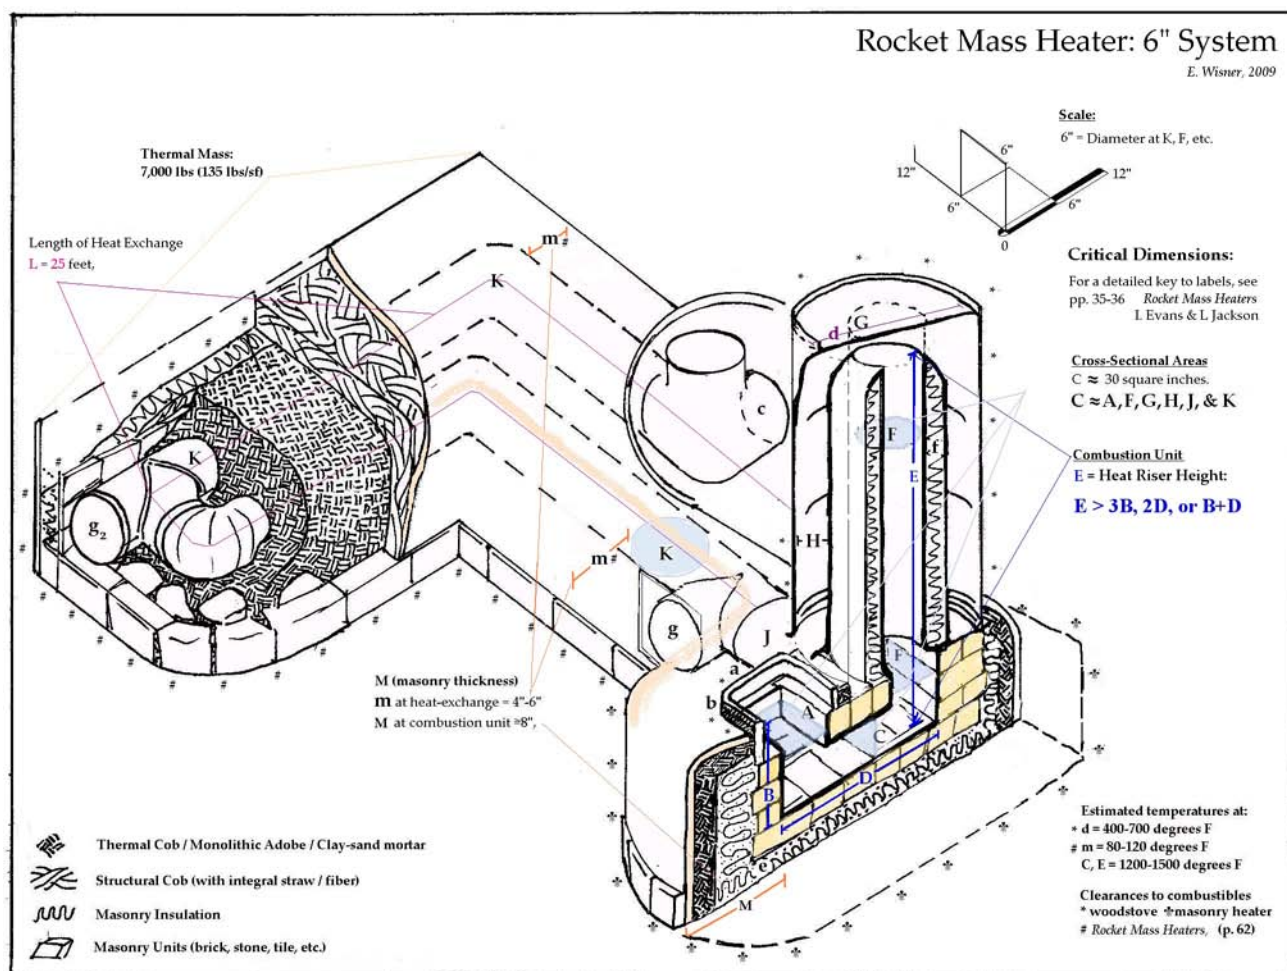 Rocket Mass Heater: 6" System
E. Wisner, 2009
Scale:
6" = Diameter at K, F, etc.
6"
12"
12"
6"
6"
0
Thermal Mass:
7,000 lbs (135 lbs/sf)
Length of Heat Exchange
L = 25 feet,
m #
K
G
d
c
F
f
E
H
K
g2
m #
K
g
J
a
b
A
F
C
B
D
e
M
Critical Dimensions:
For a detailed key to labels, see
pp. 35-36 Rocket Mass Heaters
I. Evans & L Jackson
Cross-Sectional Areas
C ≈ 30 square inches.
C ≈ A, F, G, H, J, & K
Combustion Unit
E = Heat Riser Height:
E > 3B, 2D, or B+D
M (masonry thickness)
m at heat-exchange = 4"-6"
M at combustion unit ≅8",
Thermal Cob / Monolithic Adobe / Clay-sand mortar
Structural Cob (with integral straw / fiber)
Masonry Insulation
Masonry Units (brick, stone, tile, etc.)
Estimated temperatures at:
* d = 400-700 degrees F
# m = 80-120 degrees F
C, E = 1200-1500 degrees F
Clearances to combustibles
* woodstove ✤masonry heater
# Rocket Mass Heaters, (p. 62)